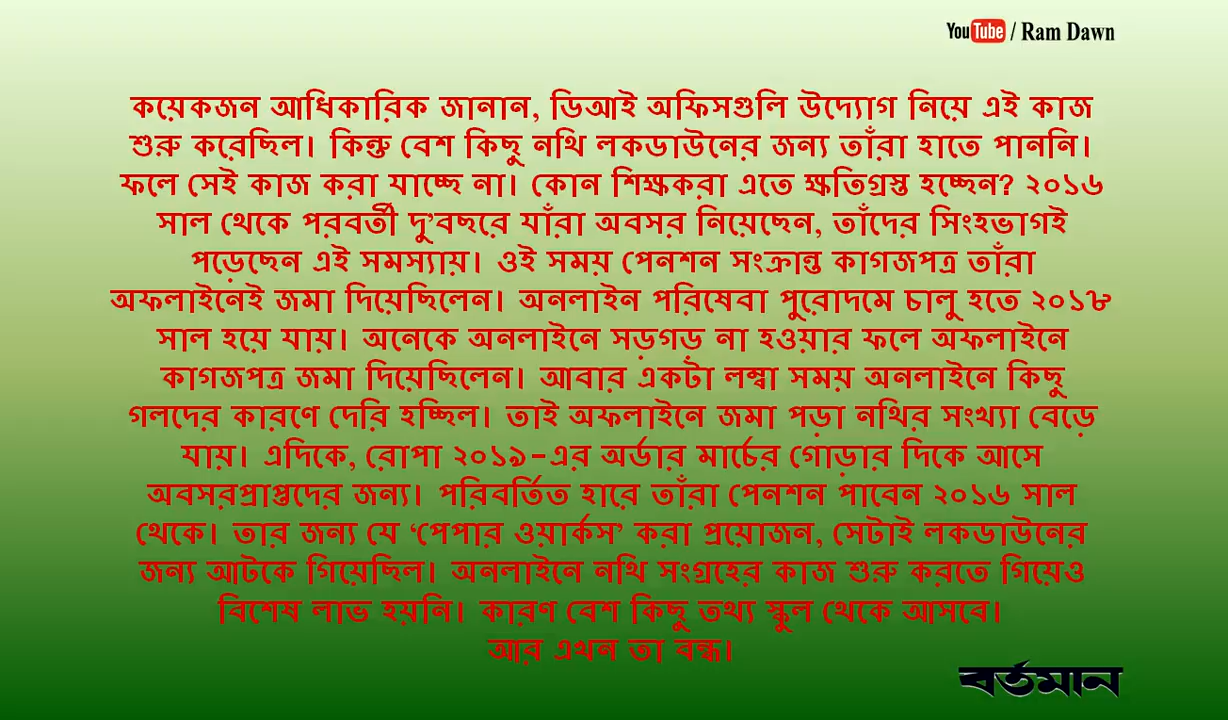 YouTube / Ram Dawn
কয়েকজন আধিকারিক জানান, ডিআই অফিসগুলি উদ্যোগ নিয়ে এই কাজ
শুরু করেছিল। কিন্তু বেশ কিছু নথি লকডাউনের জন্য তাঁরা হাতে পাননি।
ফলে সেই কাজ করা যাচ্ছে না। কোন শিক্ষকরা এতে ক্ষতিগ্রস্ত হচ্ছেন? ২০১৬
সাল থেকে পরবর্তী দু’বছরে যাঁরা অবসর নিয়েছেন, তাঁদের সিংহভাগই
পড়েছেন এই সমস্যায়। ওই সময় পেনশন সংক্রান্ত কাগজপত্র তাঁরা
অফলাইনেই জমা দিয়েছিলেন। অনলাইন পরিষেবা পুরোদমে চালু হতে ২০১৮
সাল হয়ে যায়। অনেকে অনলাইনে সড়গড় না হওয়ার ফলে অফলাইনে
কাগজপত্র জমা দিয়েছিলেন। আবার একটা লম্বা সময় অনলাইনে কিছু
গলদের কারণে দেরি হচ্ছিল। তাই অফলাইনে জমা পড়া নথির সংখ্যা বেড়ে
যায়। এদিকে, রোপা ২০১৯-এর অর্ডার মার্চের গোড়ার দিকে আসে
অবসরপ্রাপ্তদের জন্য। পরিবর্তিত হারে তাঁরা পেনশন পাবেন ২০১৬ সাল
থেকে। তার জন্য যে ‘পেপার ওয়ার্কস’ করা প্রয়োজন, সেটাই লকডাউনের
জন্য আটকে গিয়েছিল। অনলাইনে নথি সংগ্রহের কাজ শুরু করতে গিয়েও
বিশেষ লাভ হয়নি। কারণ বেশ কিছু তথ্য স্কুল থেকে আসবে।
আর এখন তা বন্ধ।
বর্তমান